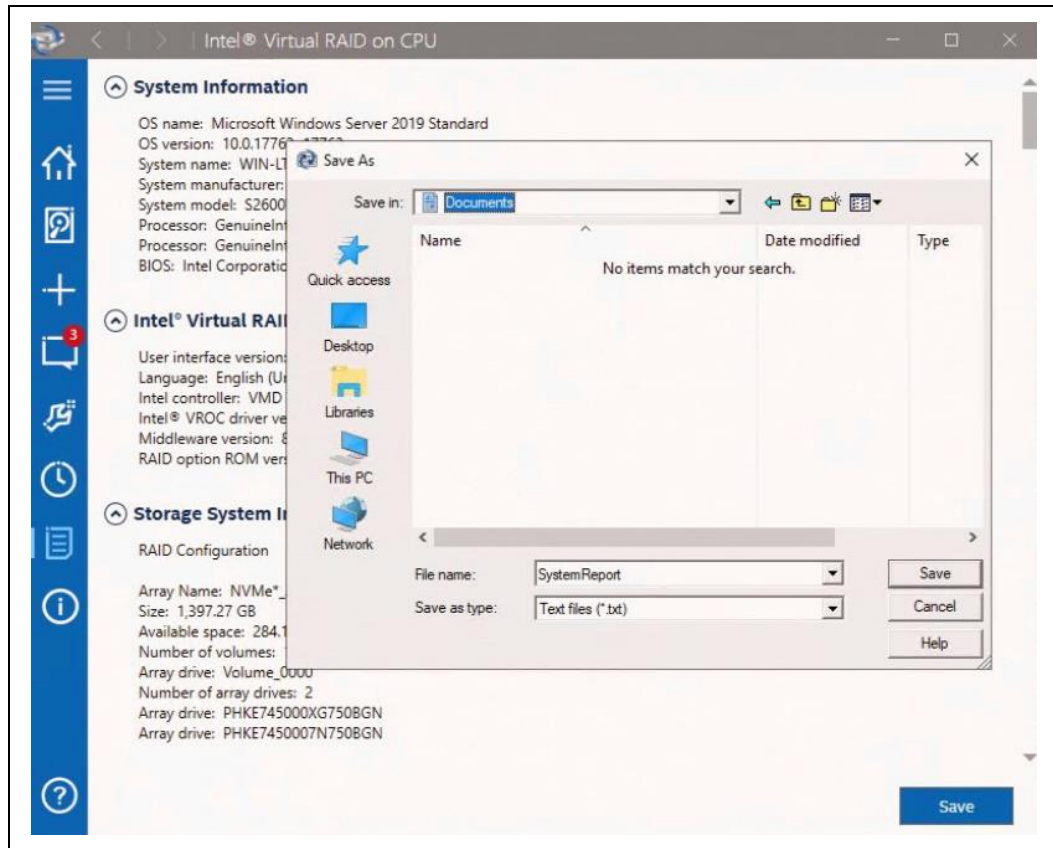 Intel® Virtual RAID on CPU
System Information
OS name: Microsoft Windows Server 2019 Standard
OS version: 10.0.17763
System name: WIN-LT
System manufacturer:
System model: S2600
Processor: GenuineInt
Processor: GenuineInt
BIOS: Intel Corporatio
3
Intel® Virtual RAI
User interface version:
Language: English (Un
Intel controller: VMD
Intel® VROC driver ve
Middleware version: 8
RAID option ROM vers
Storage System I
RAID Configuration
Array Name: NVMe*_
Size: 1,397.27 GB
Available space: 284.1
Number of volumes:
Array drive: Volume_0000
Number of array drives: 2
Array drive: PHKE745000XG750BGN
Array drive: PHKE7450007N750BGN
Save As
Save in: Documents
Name Date modified Type
No items match your search.
Quick access
Desktop
Libraries
This PC
Network
File name: SystemReport
Save
Save as type: Text files (*.txt)
Cancel
Help
Save